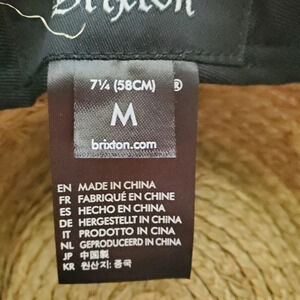 Brixton
7¼ (58CM) ®
M
brixton.com
EN MADE IN CHINA
FR FABRIQUÉ EN CHINE
ES HECHO EN CHINA
DE HERGESTELLT IN CHINA
IT PRODOTTO IN CINA
NL GEPRODUCEERD IN CHINA
JP 中国製
KR 원산지: 중국